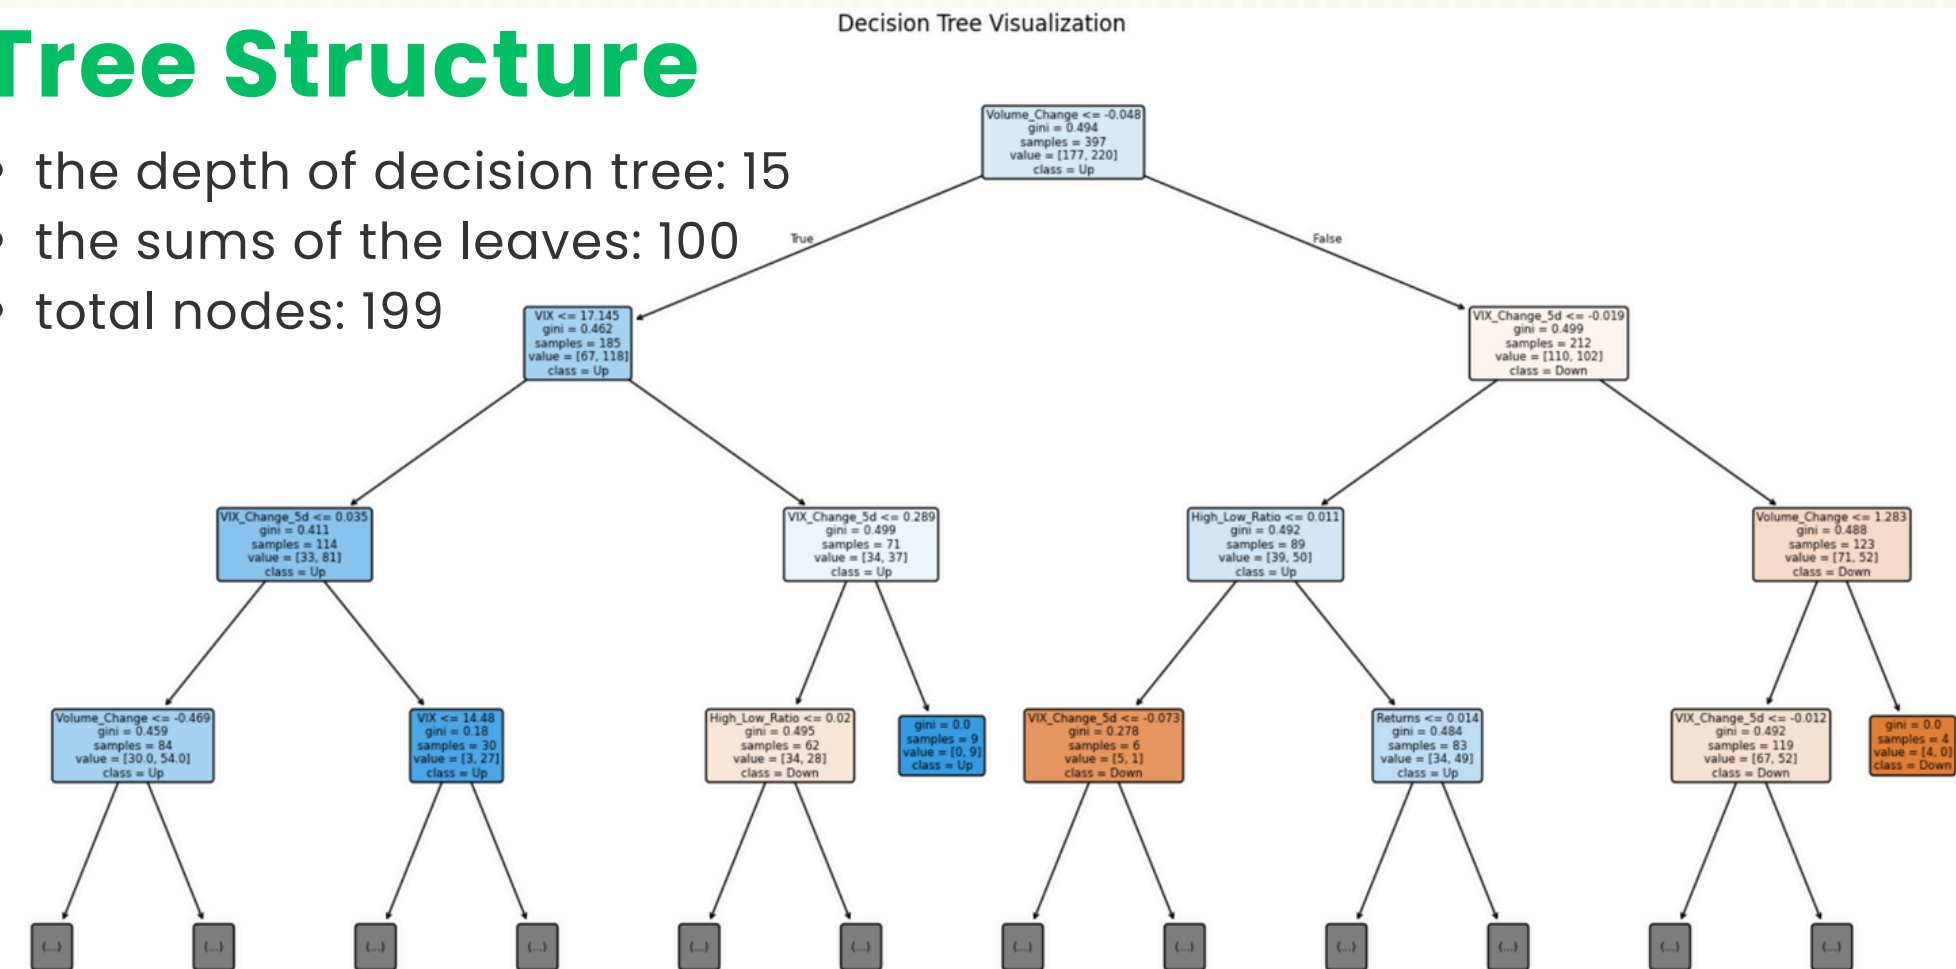 Decision Tree Visualization
Tree Structure
• the depth of decision tree: 15
• the sums of the leaves: 100
• total nodes: 199
Volume_Change <= -0.048
gini = 0.494
samples = 397
value = [177, 220]
class = Up
True
False
VIX <= 17.145
gini = 0.462
samples = 185
value = [67, 118]
class = Up
VIX_Change_5d <= -0.019
gini = 0.499
samples = 212
value = [110, 102]
class = Down
VIX_Change_5d <= 0.035
gini = 0.411
samples = 114
value = [33, 81]
class = Up
VIX_Change_5d <= 0.289
gini = 0.499
samples = 71
value = [34, 37]
class = Up
High_Low_Ratio <= 0.011
gini = 0.492
samples = 89
value = [39, 50]
class = Up
Volume_Change <= 1.283
gini = 0.488
samples = 123
value = [71, 52]
class = Down
Volume_Change <= -0.469
gini = 0.459
samples = 84
value = [30.0, 54.0]
class = Up
VIX <= 14.48
gini = 0.18
samples = 30
value = [3, 27]
class = Up
High_Low_Ratio <= 0.02
gini = 0.495
samples = 62
value = [34, 28]
class = Down
gini = 0.0
samples = 9
value = [0, 9]
class = Up
VIX_Change_5d <= -0.073
gini = 0.278
samples = 6
value = [5, 1]
class = Down
Returns <= 0.014
gini = 0.484
samples = 83
value = [34, 49]
class = Up
VIX_Change_5d <= -0.012
gini = 0.492
samples = 119
value = [67, 52]
class = Down
gini = 0.0
samples = 4
value = [4, 0]
class = Down
(...)
(...)
(...)
(...)
(...)
(...)
(...)
(...)
(...)
(...)
(...)
(...)